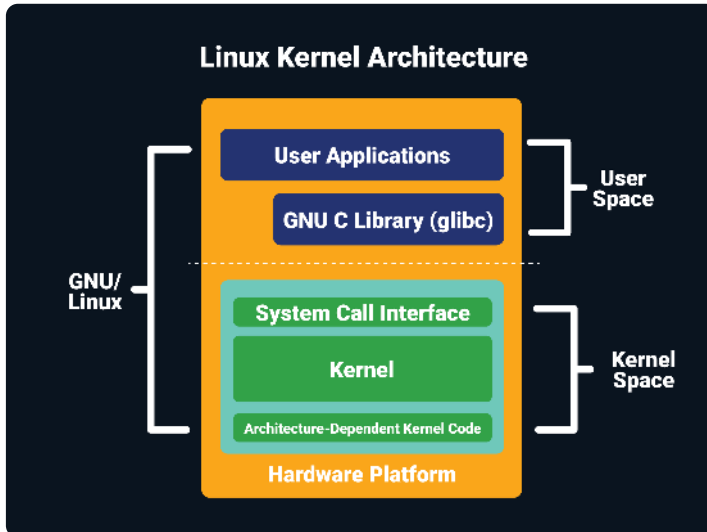 Linux Kernel Architecture
User Applications
GNU C Library (glibc)
User
Space
GNU/
Linux
System Call Interface
Kernel
Architecture-Dependent Kernel Code
Kernel
Space
Hardware Platform